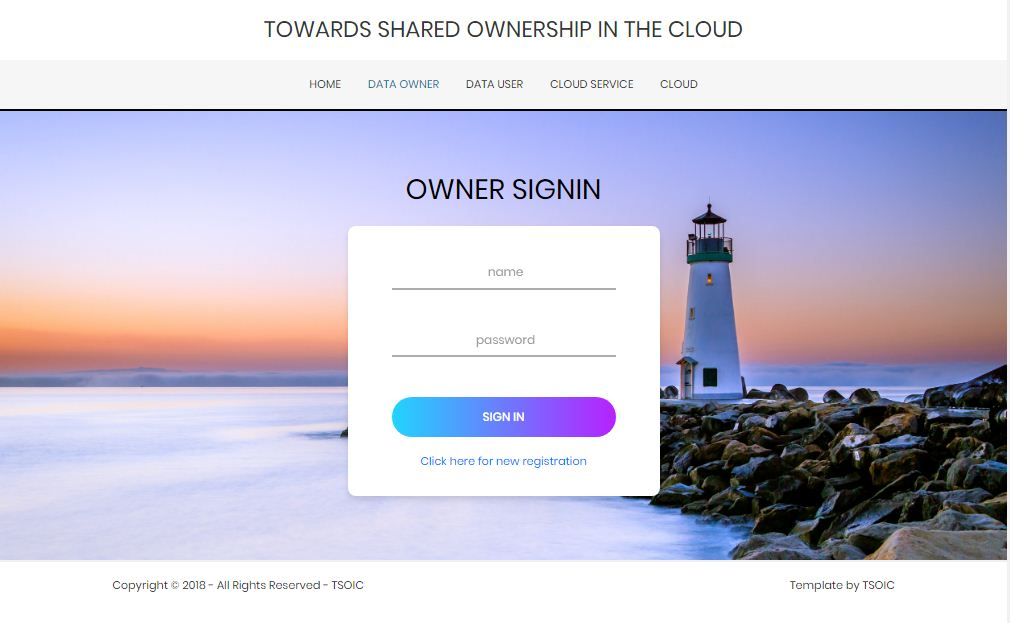 TOWARDS SHARED OWNERSHIP IN THE CLOUD
HOME DATA OWNER DATA USER CLOUD SERVICE CLOUD
OWNER SIGNIN
name
password
SIGN IN
Click here for new registration
Copyright © 2018 - All Rights Reserved - TSOIC Template by TSOIC